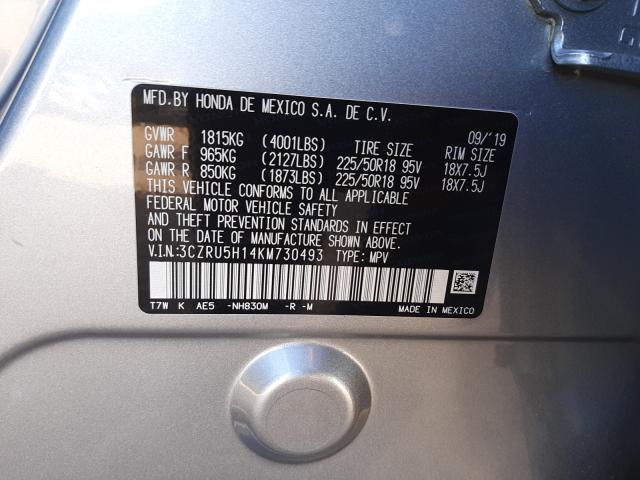 MFD.BY HONDA DE MEXICO S.A. DE C.V.
GVWR 1815KG (4001LBS) TIRE SIZE 09/'19
GAWR F 965KG (2127LBS) 225/50R18 95V RIM SIZE 18X7.5J
GAWR R 850KG (1873LBS) 225/50R18 95V 18X7.5J
THIS VEHICLE CONFORMS TO ALL APPLICABLE
FEDERAL MOTOR VEHICLE SAFETY
AND THEFT PREVENTION STANDARDS IN EFFECT
ON THE DATE OF MANUFACTURE SHOWN ABOVE.
V.I.N.:3CZRU5H14KM730493 TYPE: MPV
T7W K AE5 -NH830M -R -M MADE IN MEXICO